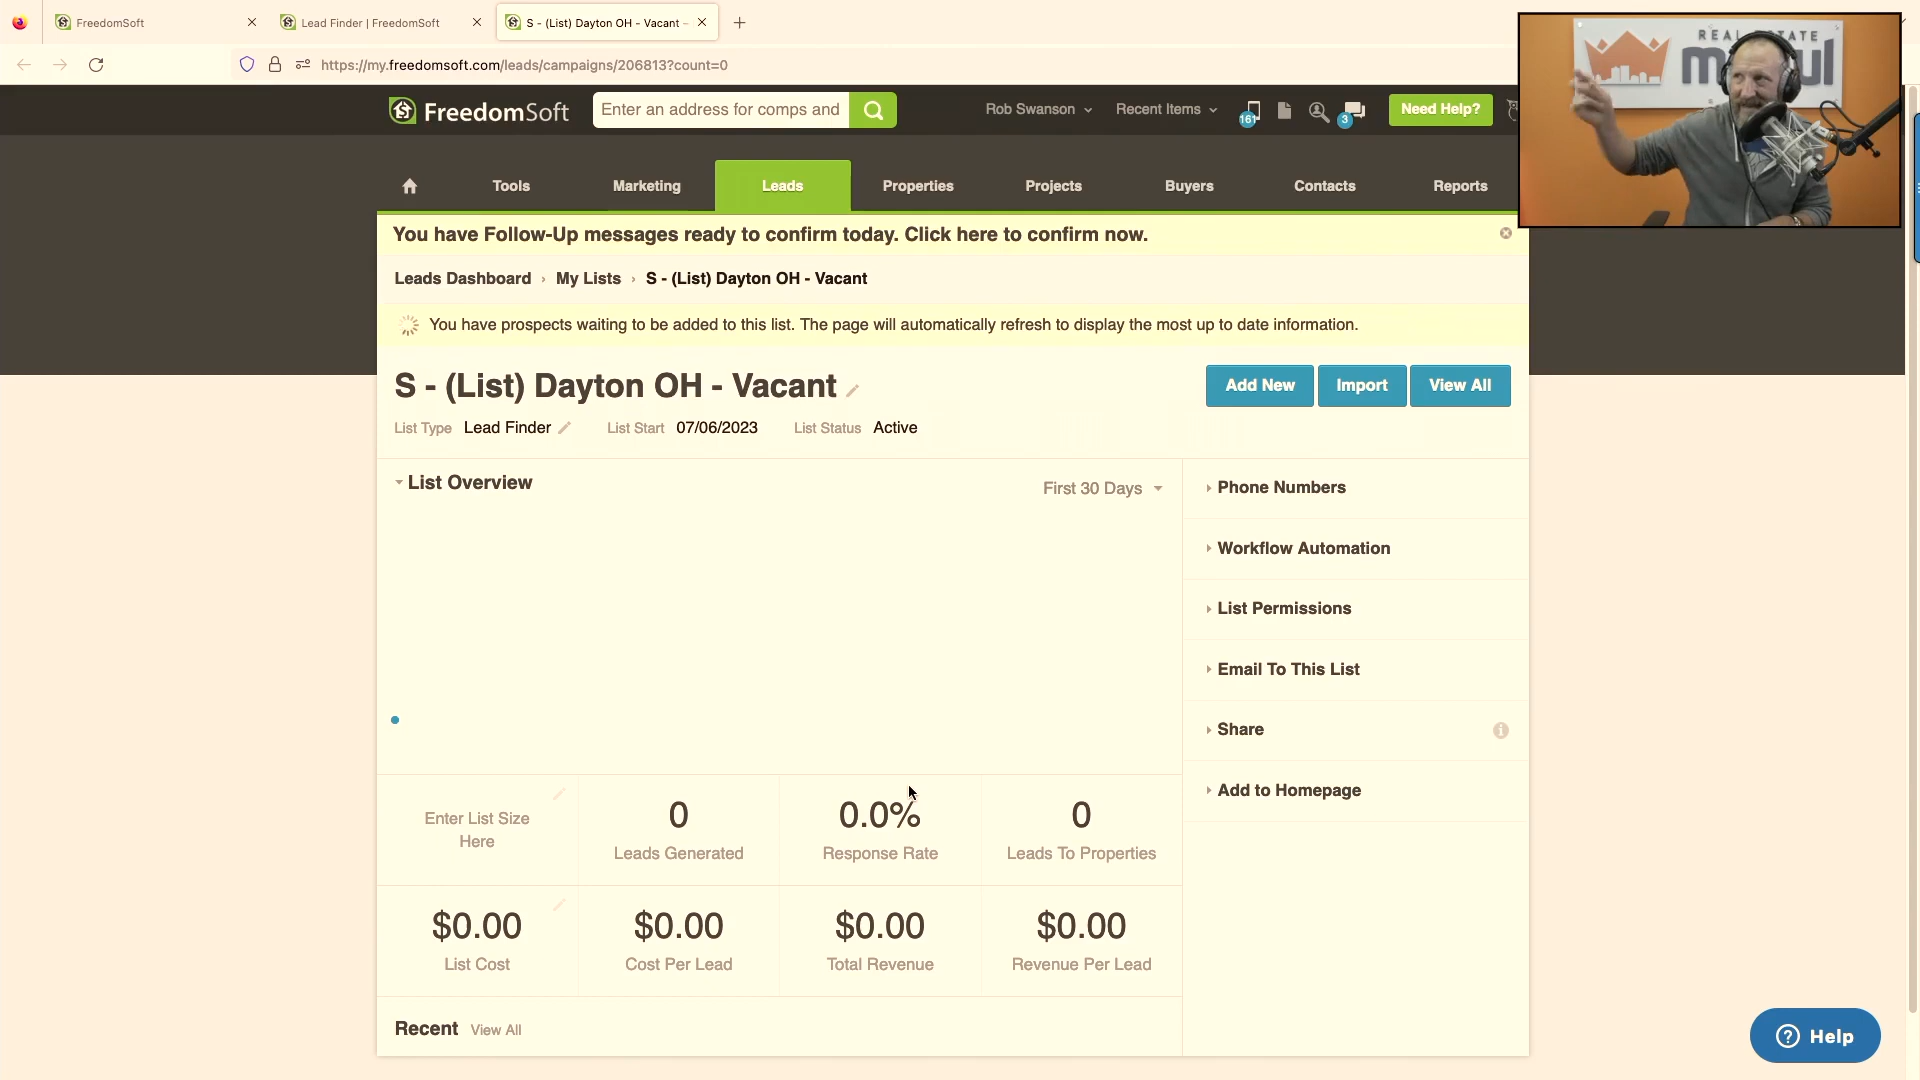 FreedomSoft
Lead Finder | FreedomSoft
S - (List) Dayton OH - Vacant -
https://my.freedomsoft.com/leads/campaigns/206813?count=0
REAL ESTATE
FreedomSoft
Enter an address for comps and
Rob Swanson
Recent Items
161
3
Need Help?
Tools
Marketing
Leads
Properties
Projects
Buyers
Contacts
Reports
You have Follow-Up messages ready to confirm today. Click here to confirm now.
Leads Dashboard › My Lists › S - (List) Dayton OH - Vacant
You have prospects waiting to be added to this list. The page will automatically refresh to display the most up to date information.
S - (List) Dayton OH - Vacant
Add New
Import
View All
List Type Lead Finder
List Start 07/06/2023
List Status Active
List Overview
First 30 Days
Phone Numbers
Workflow Automation
List Permissions
Email To This List
Share
Add to Homepage
Enter List Size
Here
0
Leads Generated
0.0%
Response Rate
0
Leads To Properties
$0.00
List Cost
$0.00
Cost Per Lead
$0.00
Total Revenue
$0.00
Revenue Per Lead
Recent View All
Help